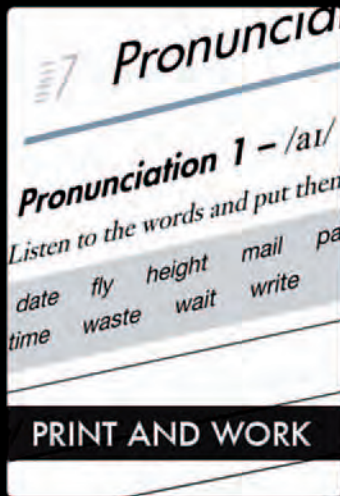 7 Pronuncia
Pronunciation 1 – /aɪ/
Listen to the words and put then
date fly height mail pa
time waste wait write
PRINT AND WORK